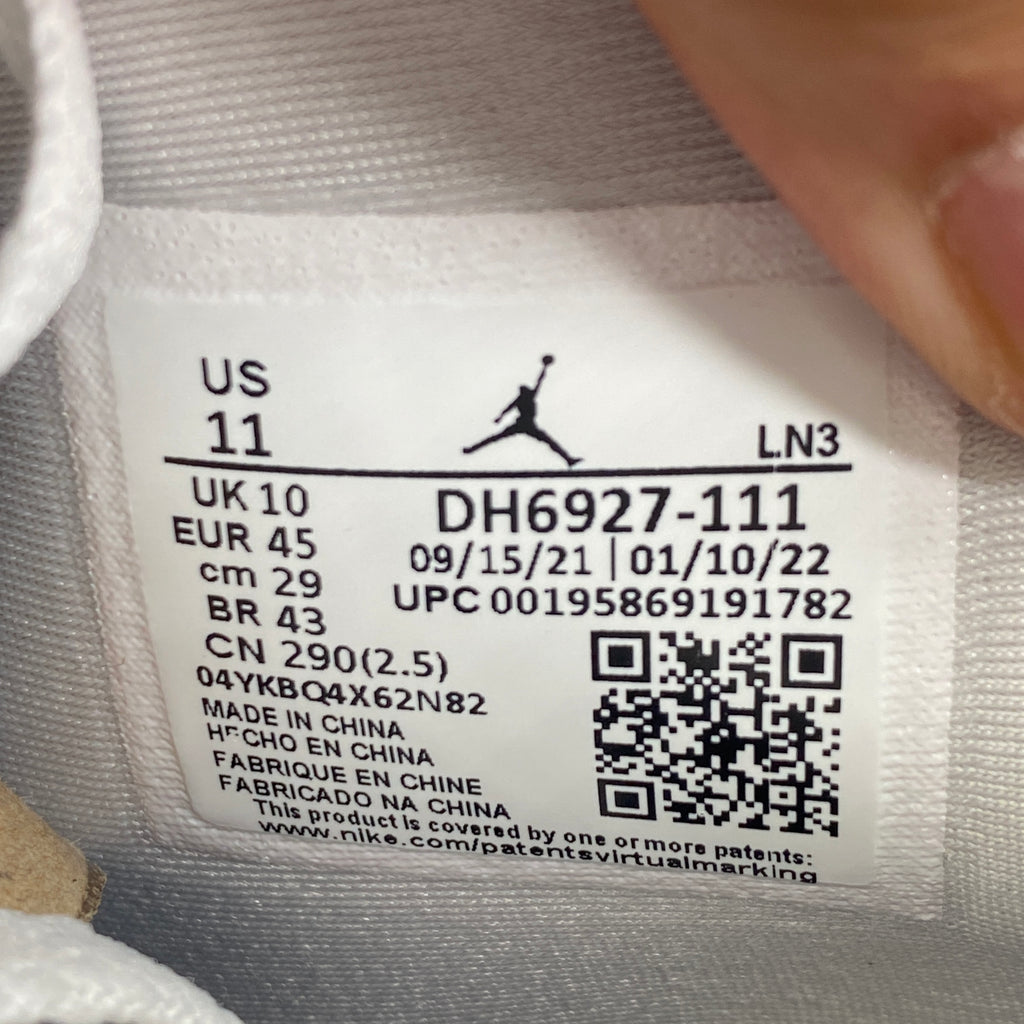 US
11
LN3
UK 10
EUR 45
cm 29
BR 43
CN 290(2.5)
DH6927-111
09/15/21 | 01/10/22
UPC 00195869191782
04YKBQ4X62N82
MADE IN CHINA
HECHO EN CHINA
FABRIQUE EN CHINE
FABRICADO NA CHINA
This product is covered by one or more patents:
www.nike.com/patentsvirtualmarking